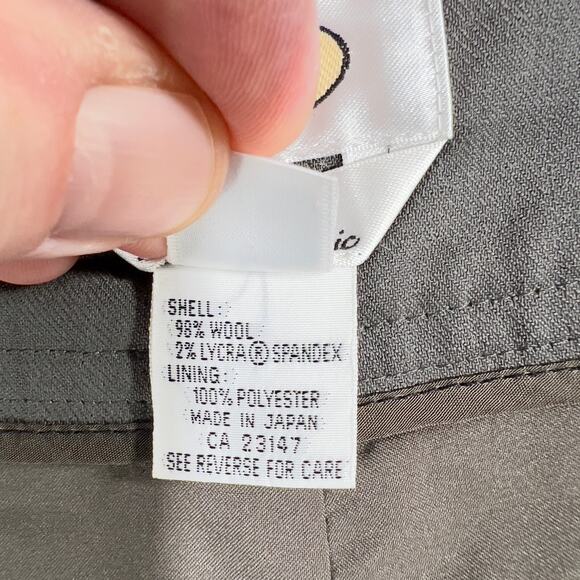 SHELL:
98% WOOL
2% LYCRA® SPANDEX
LINING:
100% POLYESTER
MADE IN JAPAN
CA 23147
SEE REVERSE FOR CARE